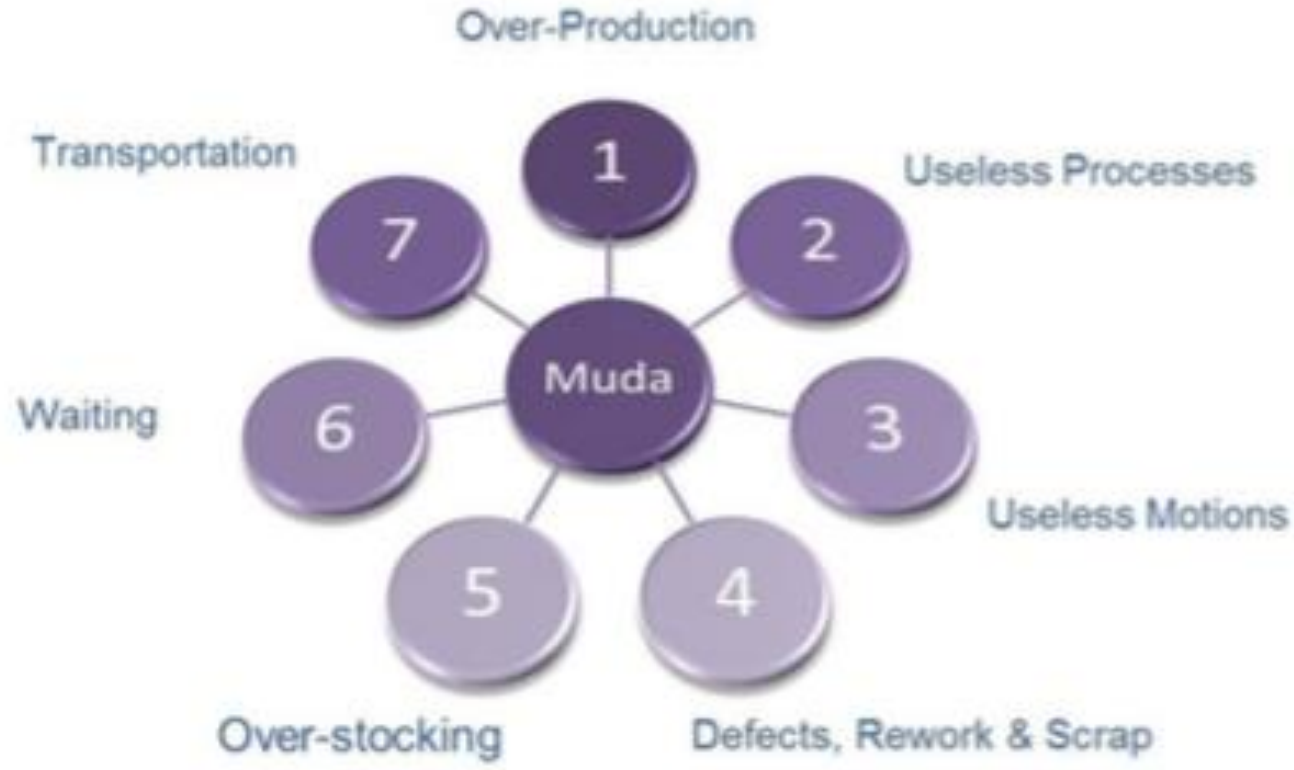 Over-Production
1
Useless Processes
2
Useless Motions
3
Defects, Rework & Scrap
4
Over-stocking
5
Waiting
6
Transportation
7
Muda